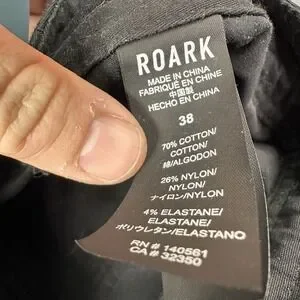 ROARK
MADE IN CHINA
FABRIQUÉ EN CHINE
中国製
HECHO EN CHINA
38
70% COTTON/
COTTON/
綿/ALGODON
26% NYLON/
NYLON/
ナイロン/NYLON
4% ELASTANE/
ELASTANE/
ポリウレタン/ELASTANO
RN# 140561
CA# 32350